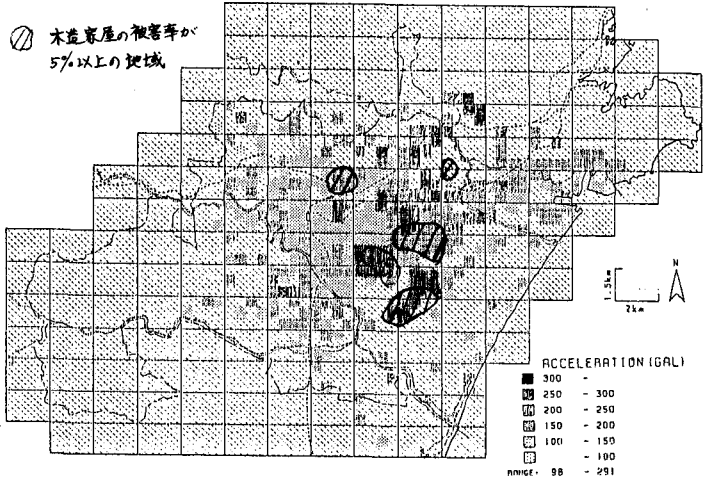 木造家屋の被害率が
5%以上の地域
N
1.5km
2km
ACCELERATION (GAL)
300 -
250 - 300
200 - 250
150 - 200
100 - 150
- 100
RANGE: 98 - 291